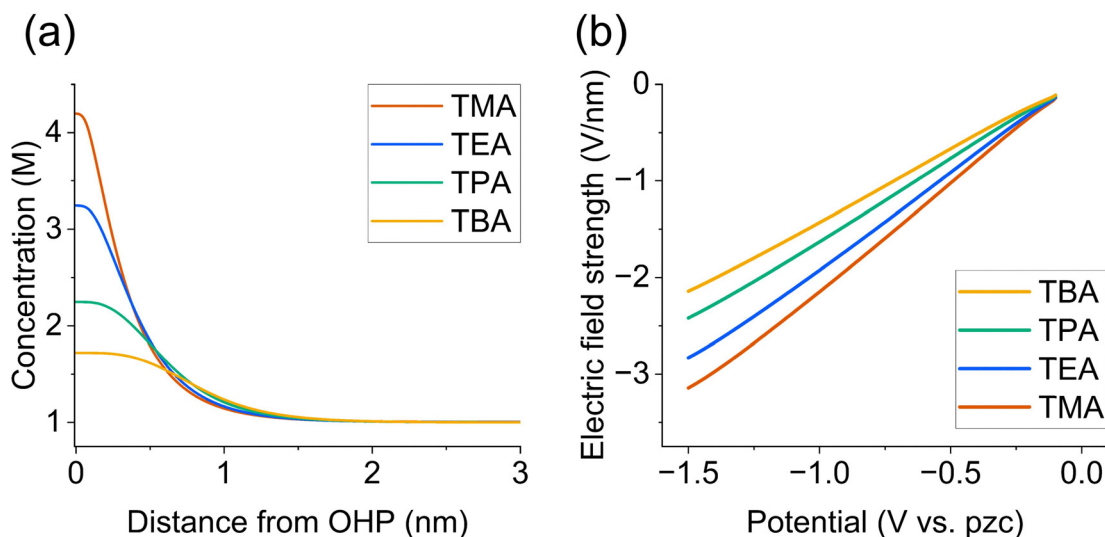 (a)
Concentration (M)
4
3
2
1
0
1
2
3
Distance from OHP (nm)
TMA
TEA
TPA
TBA
(b)
Electric field strength (V/nm)
0
−1
−2
−3
−1.5
−1.0
−0.5
0.0
Potential (V vs. pzc)
TBA
TPA
TEA
TMA